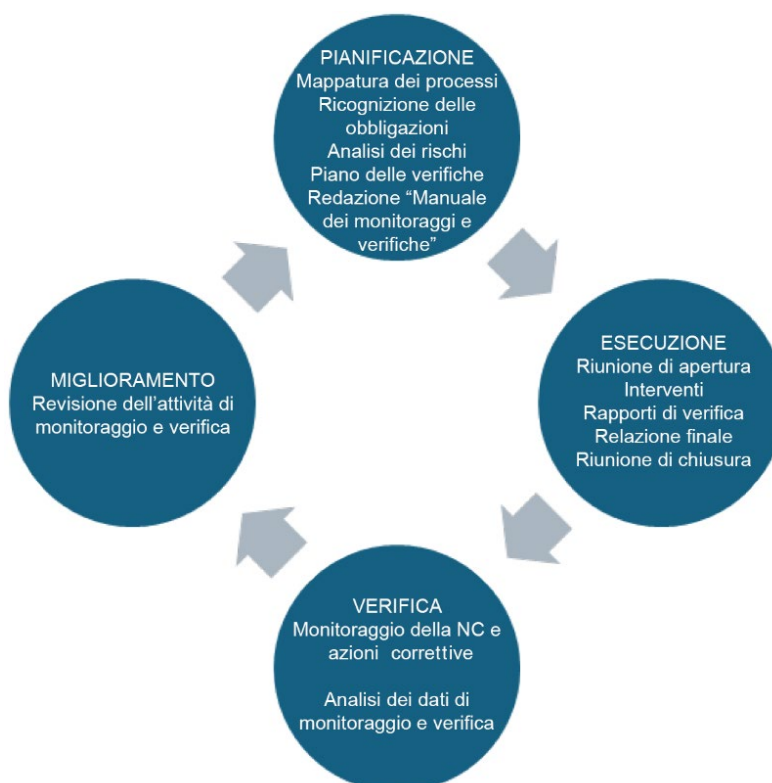 PIANIFICAZIONE
Mappatura dei processi
Ricognizione delle
obbligazioni
Analisi dei rischi
Piano delle verifiche
Redazione “Manuale
dei monitoraggi e
verifiche”
ESECUZIONE
Riunione di apertura
Interventi
Rapporti di verifica
Relazione finale
Riunione di chiusura
VERIFICA
Monitoraggio della NC e
azioni correttive
Analisi dei dati di
monitoraggio e verifica
MIGLIORAMENTO
Revisione dell’attività di
monitoraggio e verifica